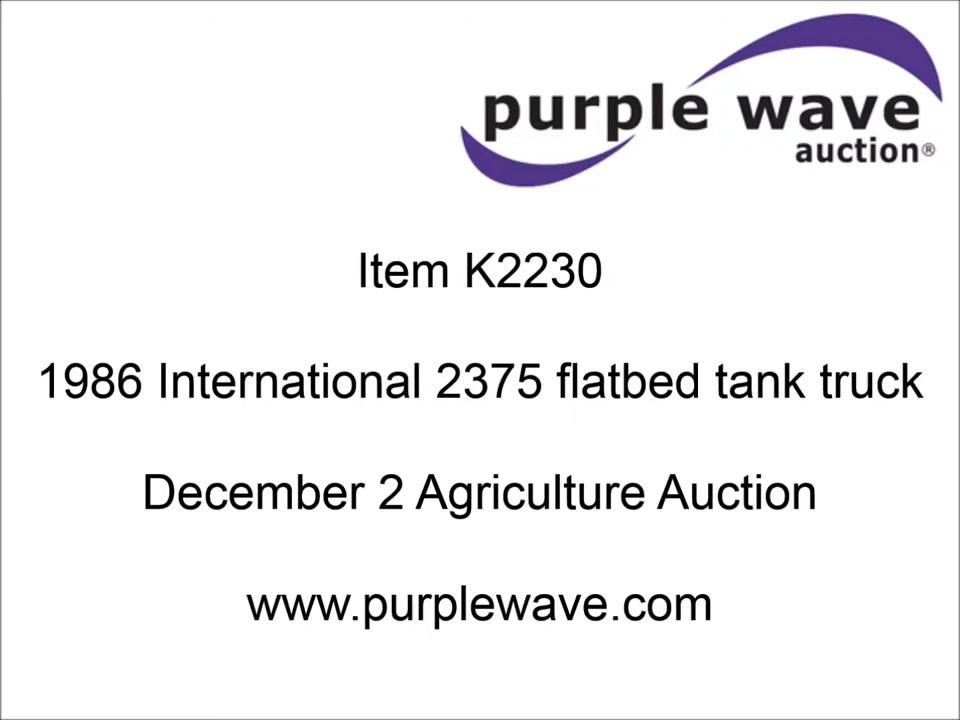 purple wave
auction®
Item K2230
1986 International 2375 flatbed tank truck
December 2 Agriculture Auction
www.purplewave.com